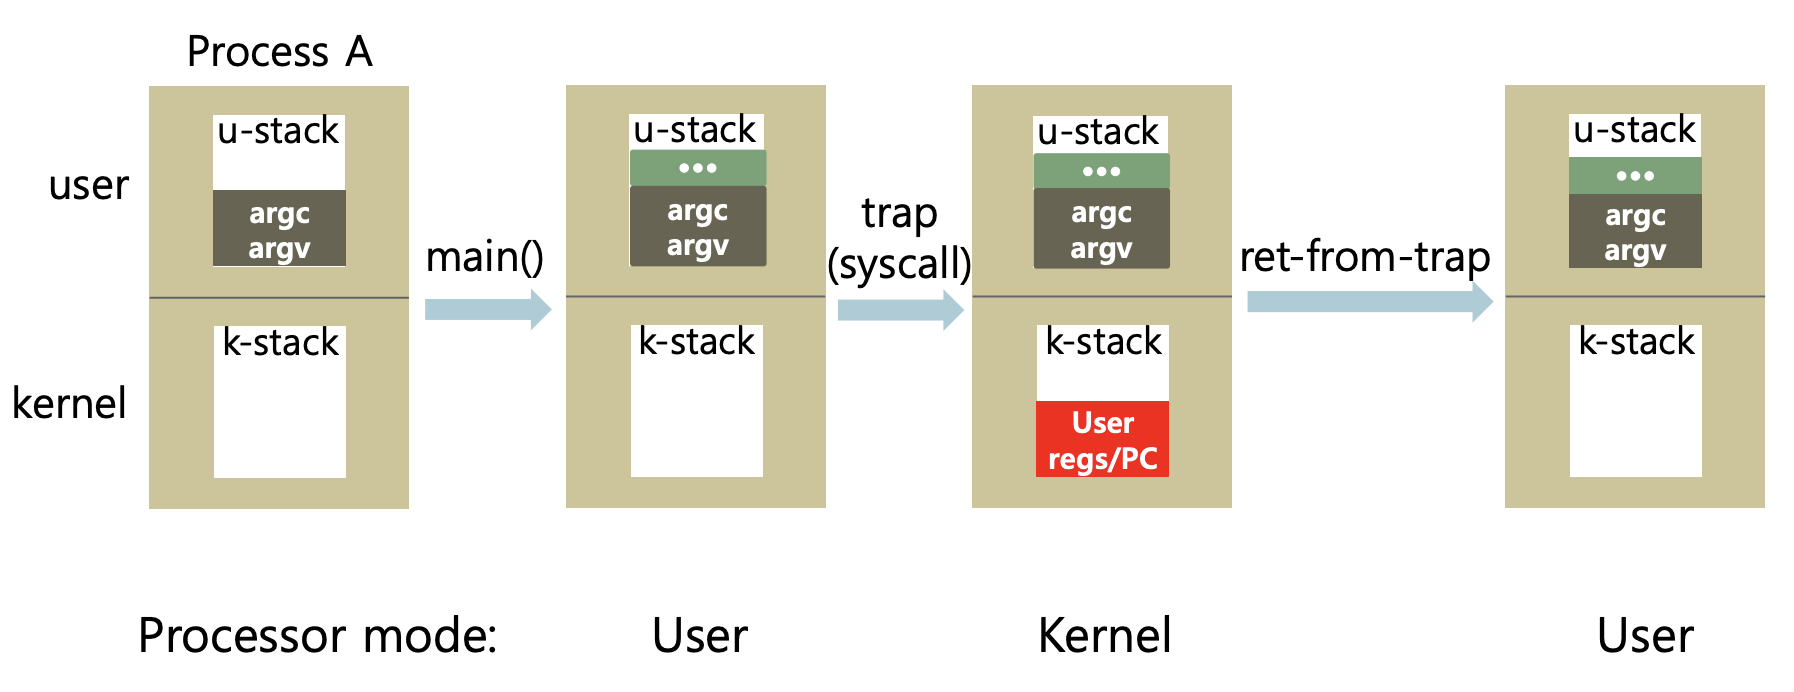 Process A
user
kernel
u-stack
argc
argv
k-stack
main()
u-stack
•••
argc
argv
k-stack
trap
(syscall)
u-stack
•••
argc
argv
k-stack
User
regs/PC
ret-from-trap
u-stack
•••
argc
argv
k-stack
Processor mode:
User
Kernel
User